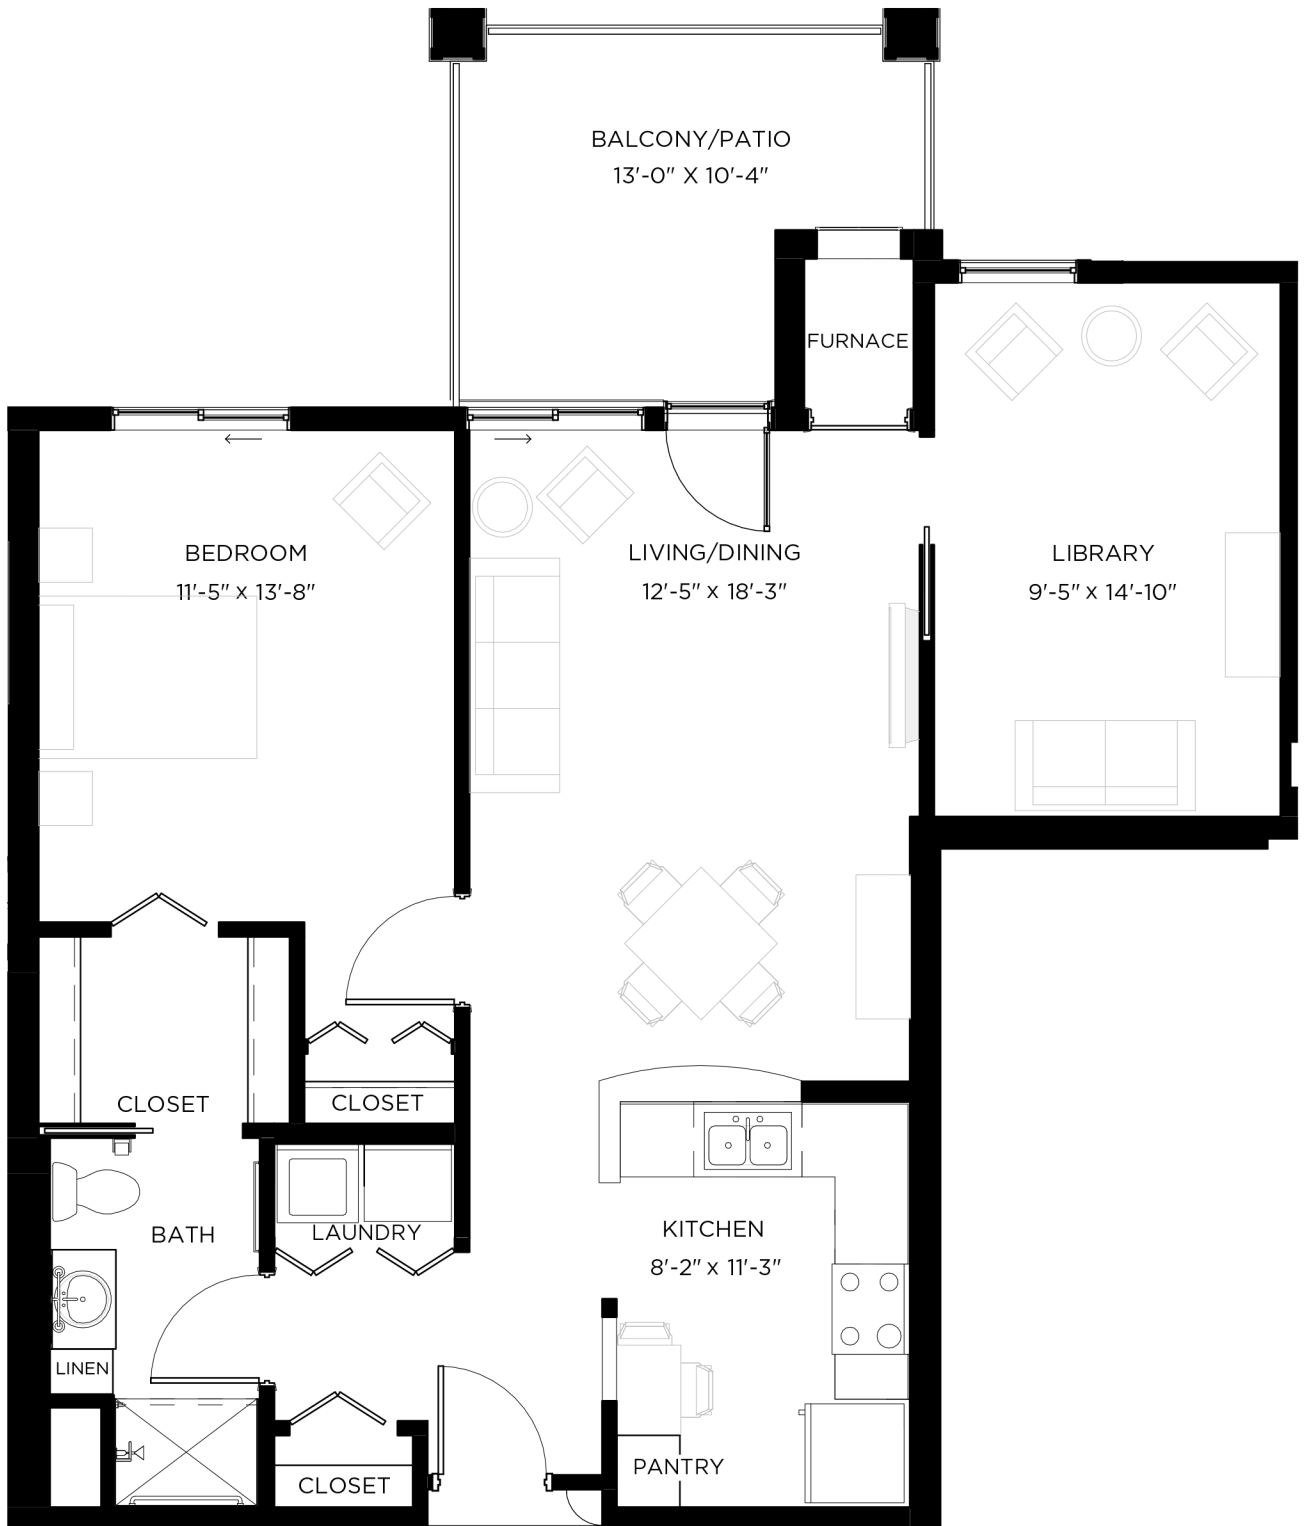 BALCONY/PATIO
13'-0" X 10'-4"
FURNACE
BEDROOM
11'-5" x 13'-8"
LIVING/DINING
12'-5" x 18'-3"
LIBRARY
9'-5" x 14'-10"
CLOSET
CLOSET
BATH
LAUNDRY
KITCHEN
8'-2" x 11'-3"
LINEN
PANTRY
CLOSET